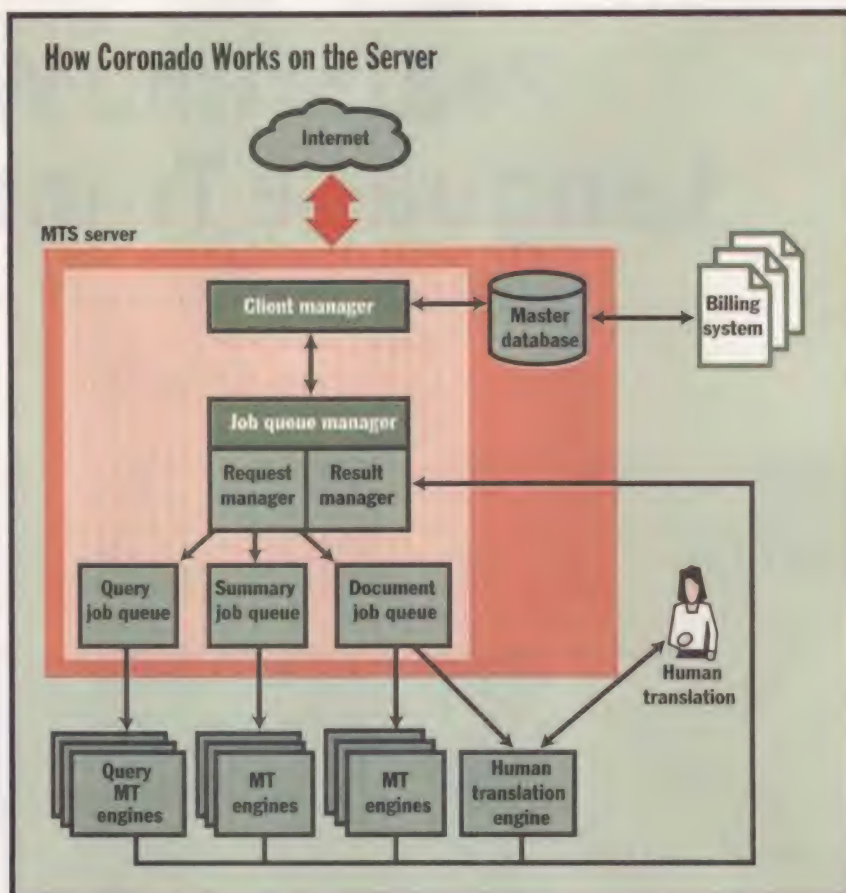 How Coronado Works on the Server
Internet
MTS server
Client manager
Master
database
Billing
system
Job queue manager
Request
manager
Result
manager
Query
job queue
Summary
job queue
Document
job queue
Human
translation
Query
MT
engines
MT
engines
MT
engines
Human
translation
engine